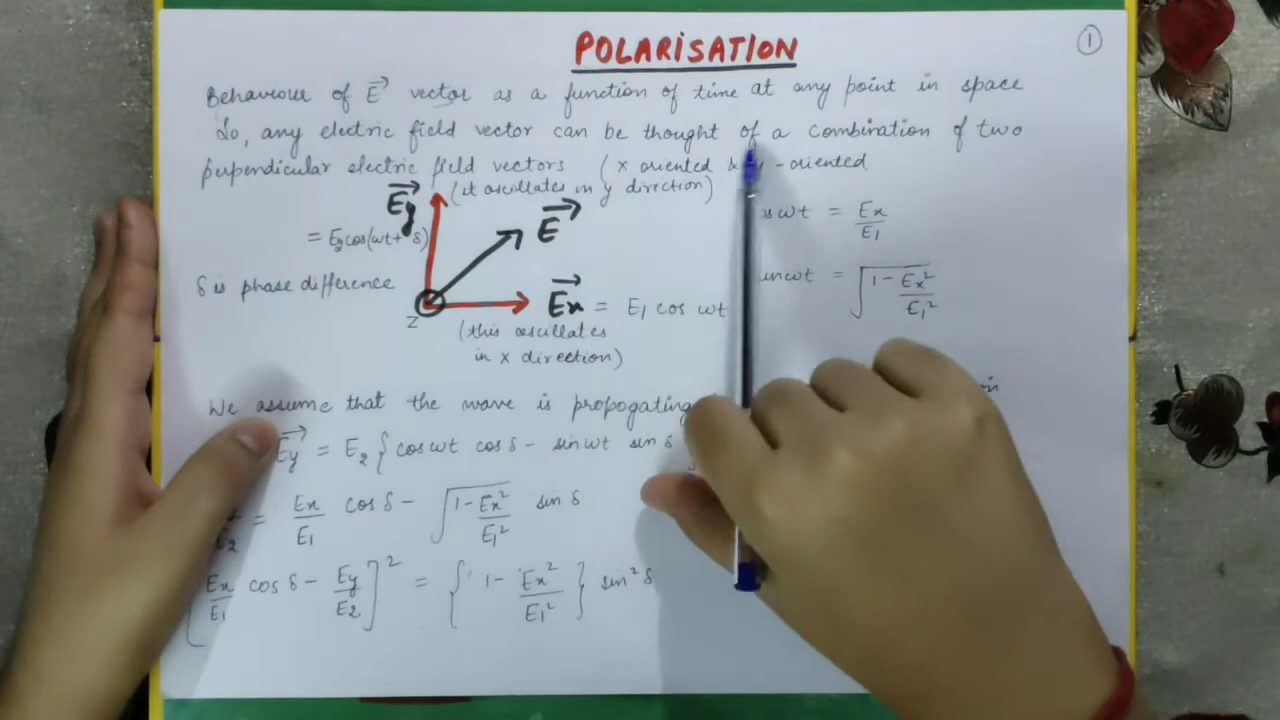 POLARISATION
1
Behaviour of E⃗ vector as a function of time at any point in space
So, any electric field vector can be thought of a combination of two
perpendicular electric field vectors (x oriented & y-oriented
(it oscillates in y direction)
E⃗y
= E2 cos(ωt + δ)
E⃗
δ is phase difference
Z
E⃗x = E1 cos ωt
(this oscillates
in x direction)
ωt = Ex/E1
ωt = √(1 - Ex²/E1²)
We assume that the wave is propogating
E⃗y = E2 { cos ωt cos δ - sin ωt sin δ
= Ex/E1 cos δ - √(1 - Ex²/E1²) sin δ
[Ex/E1 cos δ - Ey/E2]² = {1 - Ex²/E1²} sin² δ